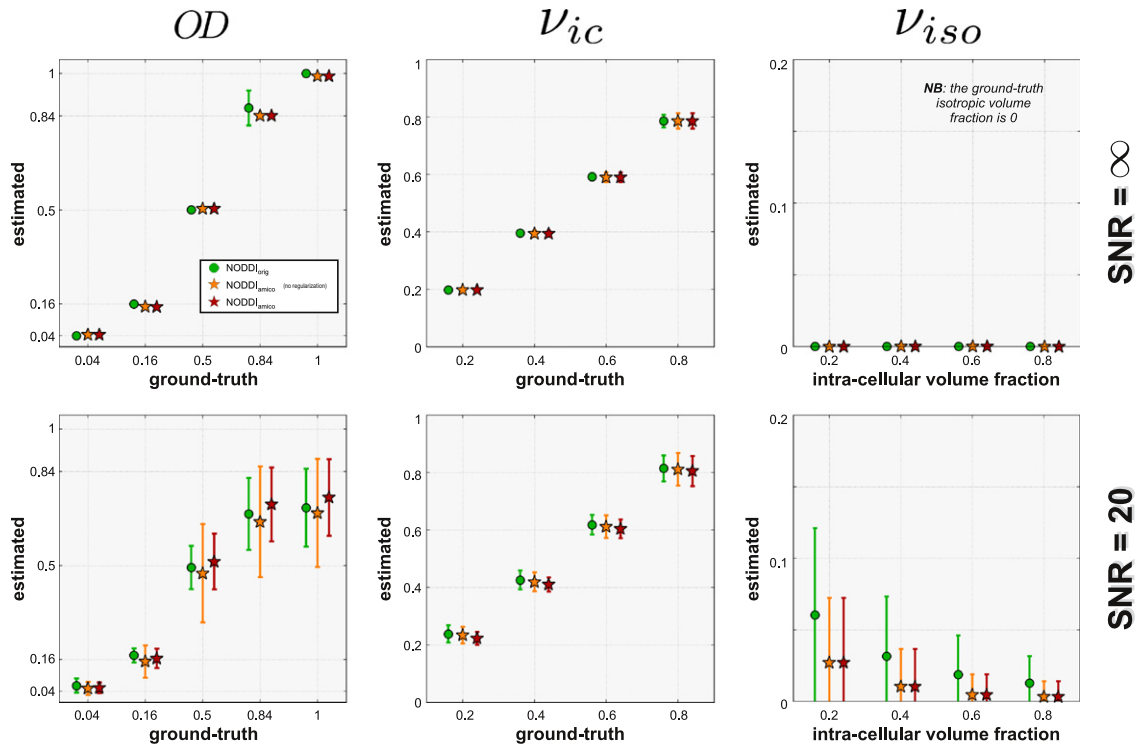 OD
ν_ic
ν_iso
estimated
1
0.84
0.5
0.16
0.04
NODDI_orig
NODDI_amico (no regularization)
NODDI_amico
0.04 0.16 0.5 0.84 1
ground-truth
estimated
1
0.8
0.6
0.4
0.2
0
0.2 0.4 0.6 0.8
ground-truth
estimated
0.2
0.1
0
NB: the ground-truth
isotropic volume
fraction is 0
0.2 0.4 0.6 0.8
intra-cellular volume fraction
SNR = ∞
estimated
1
0.84
0.5
0.16
0.04
0.04 0.16 0.5 0.84 1
ground-truth
estimated
1
0.8
0.6
0.4
0.2
0
0.2 0.4 0.6 0.8
ground-truth
estimated
0.2
0.1
0
0.2 0.4 0.6 0.8
intra-cellular volume fraction
SNR = 20